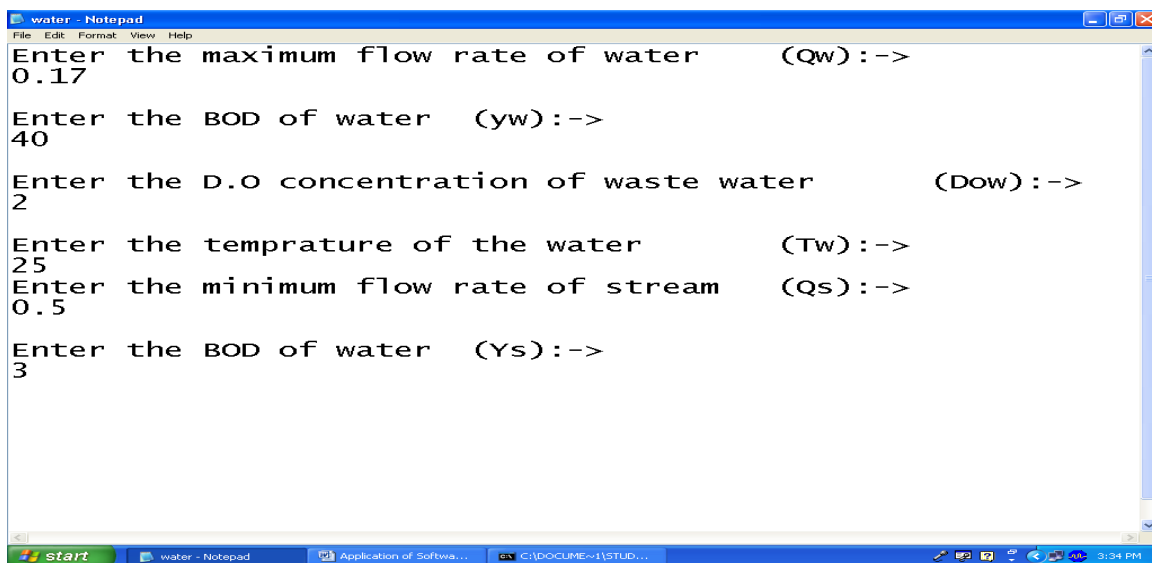 water - Notepad
File Edit Format View Help
Enter the maximum flow rate of water (Qw):->
0.17
Enter the BOD of water (yw):->
40
Enter the D.O concentration of waste water (Dow):->
2
Enter the temprature of the water (Tw):->
25
Enter the minimum flow rate of stream (Qs):->
0.5
Enter the BOD of water (Ys):->
3
start water - Notepad Application of Softwa... C:\DOCUME~1\STUD... 3:34 PM